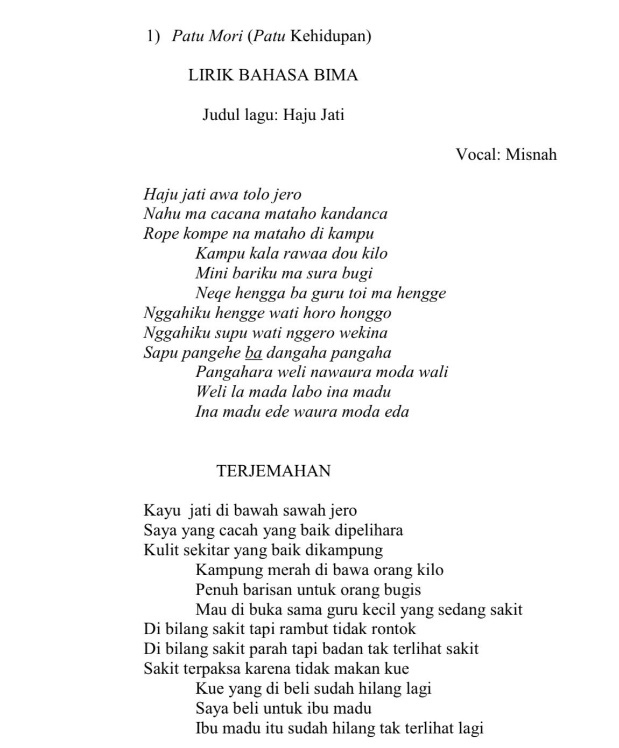 1) Patu Mori (Patu Kehidupan)
LIRIK BAHASA BIMA
Judul lagu: Haju Jati
Vocal: Misnah
Haju jati awa tolo jero
Nahu ma cacana mataho kandanca
Rope kompe na mataho di kampu
Kampu kala rawaa dou kilo
Mini bariku ma sura bugi
Neqe hengga ba guru toi ma hengge
Nggahiku hengge wati horo honggo
Nggahiku supu wati nggero wekina
Sapu pangehe ba dangaha pangaha
Pangahara weli nawaura moda wali
Weli la mada labo ina madu
Ina madu ede waura moda eda
TERJEMAHAN
Kayu jati di bawah sawah jero
Saya yang cacah yang baik dipelihara
Kulit sekitar yang baik dikampung
Kampung merah di bawa orang kilo
Penuh barisan untuk orang bugis
Mau di buka sama guru kecil yang sedang sakit
Di bilang sakit tapi rambut tidak rontok
Di bilang sakit parah tapi badan tak terlihat sakit
Sakit terpaksa karena tidak makan kue
Kue yang di beli sudah hilang lagi
Saya beli untuk ibu madu
Ibu madu itu sudah hilang tak terlihat lagi